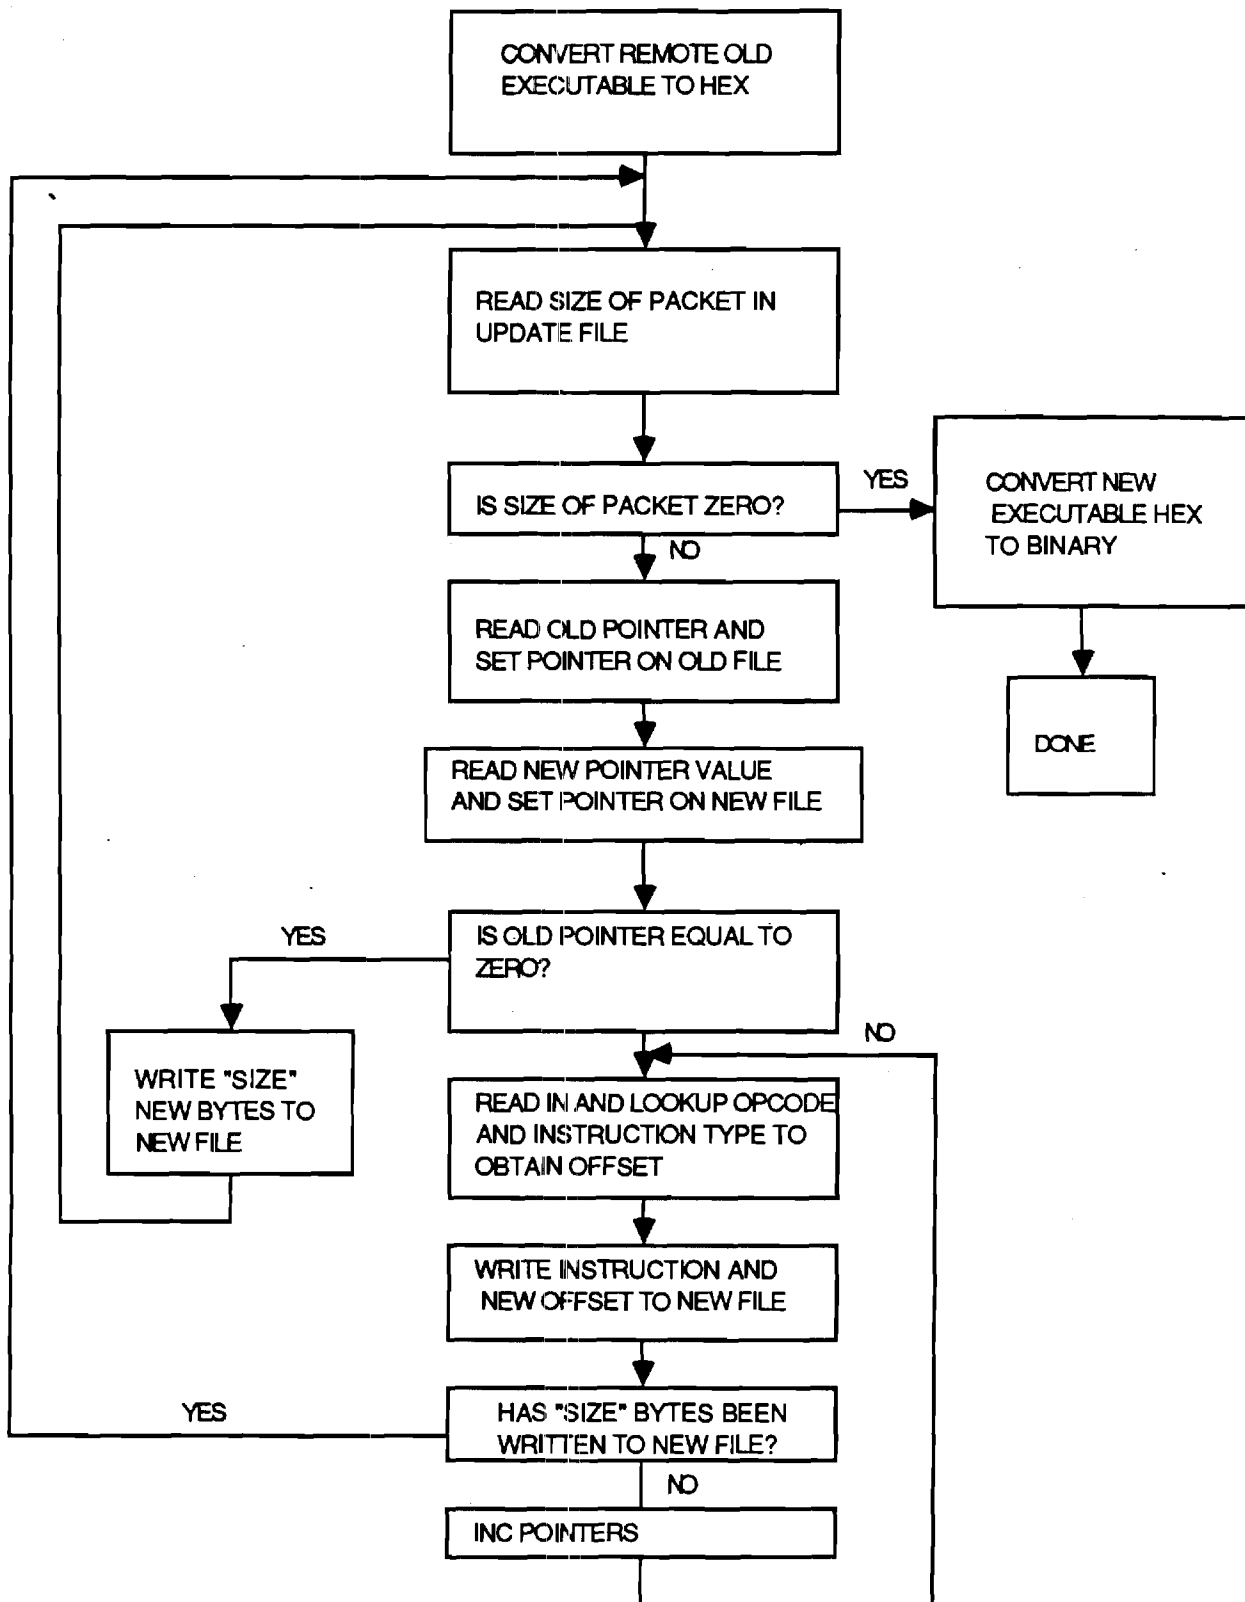 CONVERT REMOTE OLD
EXECUTABLE TO HEX
READ SIZE OF PACKET IN
UPDATE FILE
IS SIZE OF PACKET ZERO?
YES
CONVERT NEW
EXECUTABLE HEX
TO BINARY
NO
READ OLD POINTER AND
SET POINTER ON OLD FILE
DONE
READ NEW POINTER VALUE
AND SET POINTER ON NEW FILE
IS OLD POINTER EQUAL TO
ZERO?
YES
WRITE "SIZE"
NEW BYTES TO
NEW FILE
NO
READ IN AND LOOKUP OPCODE
AND INSTRUCTION TYPE TO
OBTAIN OFFSET
WRITE INSTRUCTION AND
NEW OFFSET TO NEW FILE
HAS "SIZE" BYTES BEEN
WRITTEN TO NEW FILE?
YES
NO
INC POINTERS